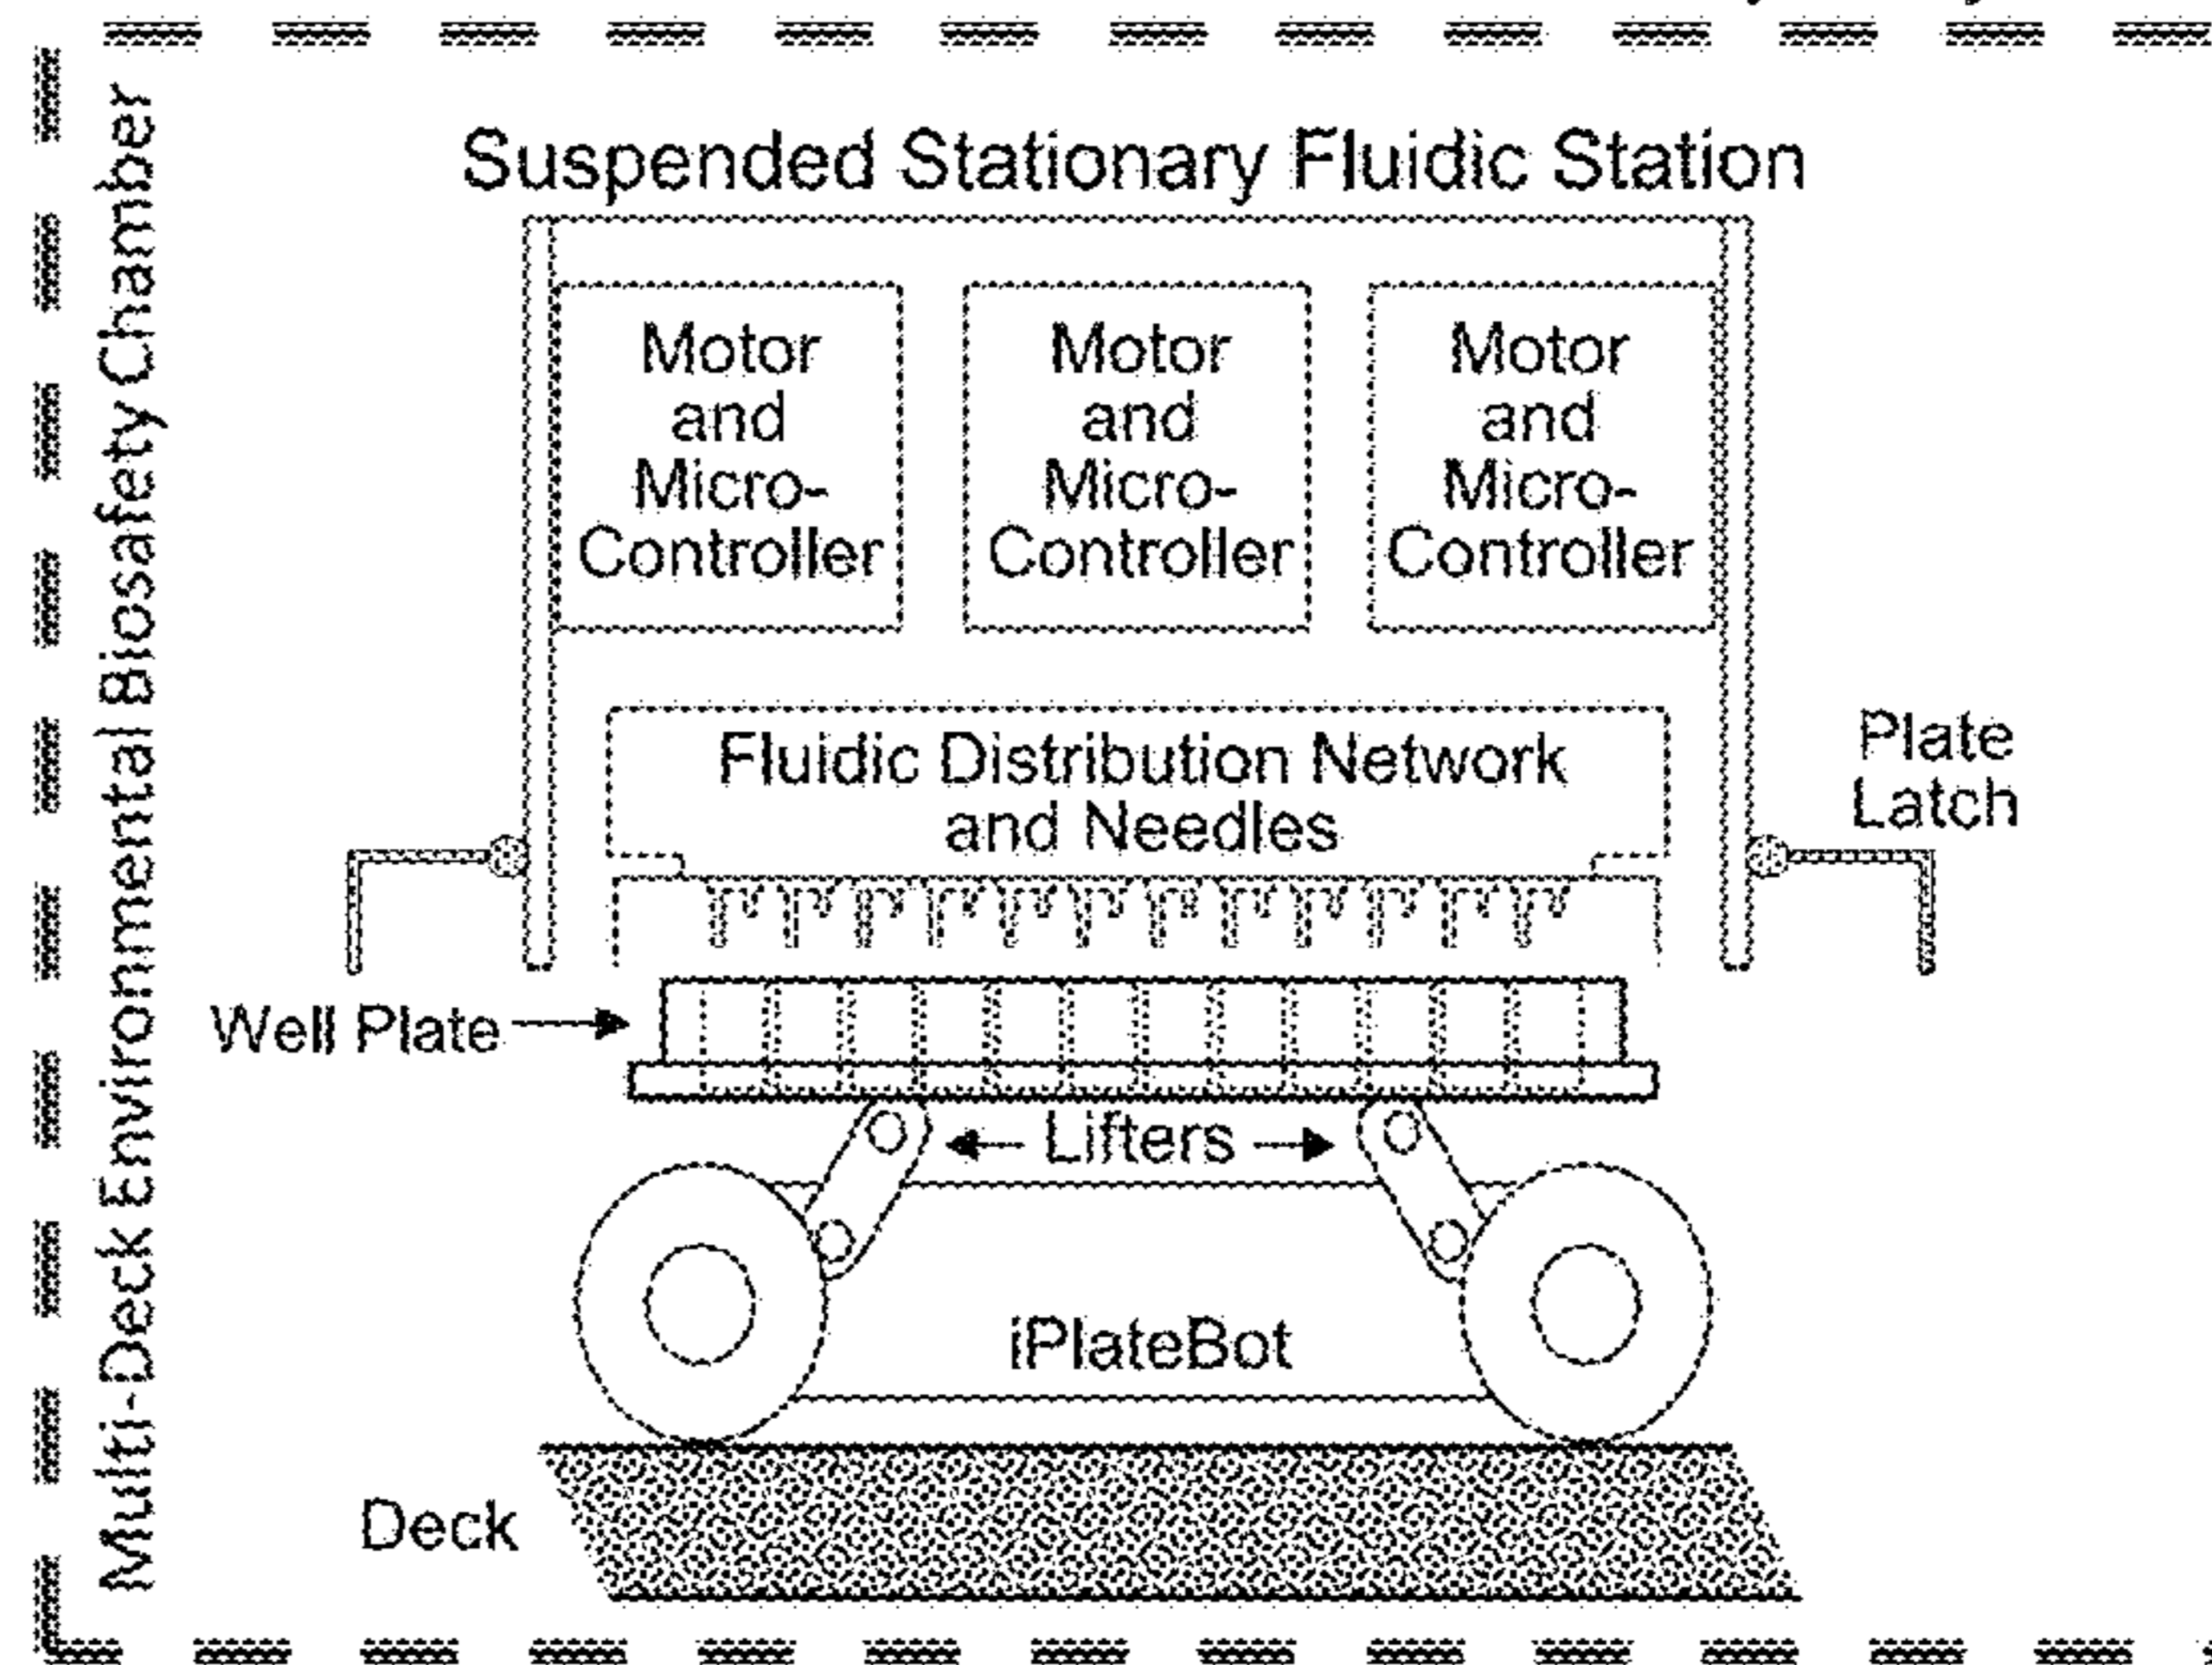 Multi-Deck Environmental Biosafety Chamber
Suspended Stationary Fluidic Station
Motor
and
Micro-
Controller
Motor
and
Micro-
Controller
Motor
and
Micro-
Controller
Fluidic Distribution Network
and Needles
Plate
Latch
Well Plate
Lifters
iPlateBot
Deck